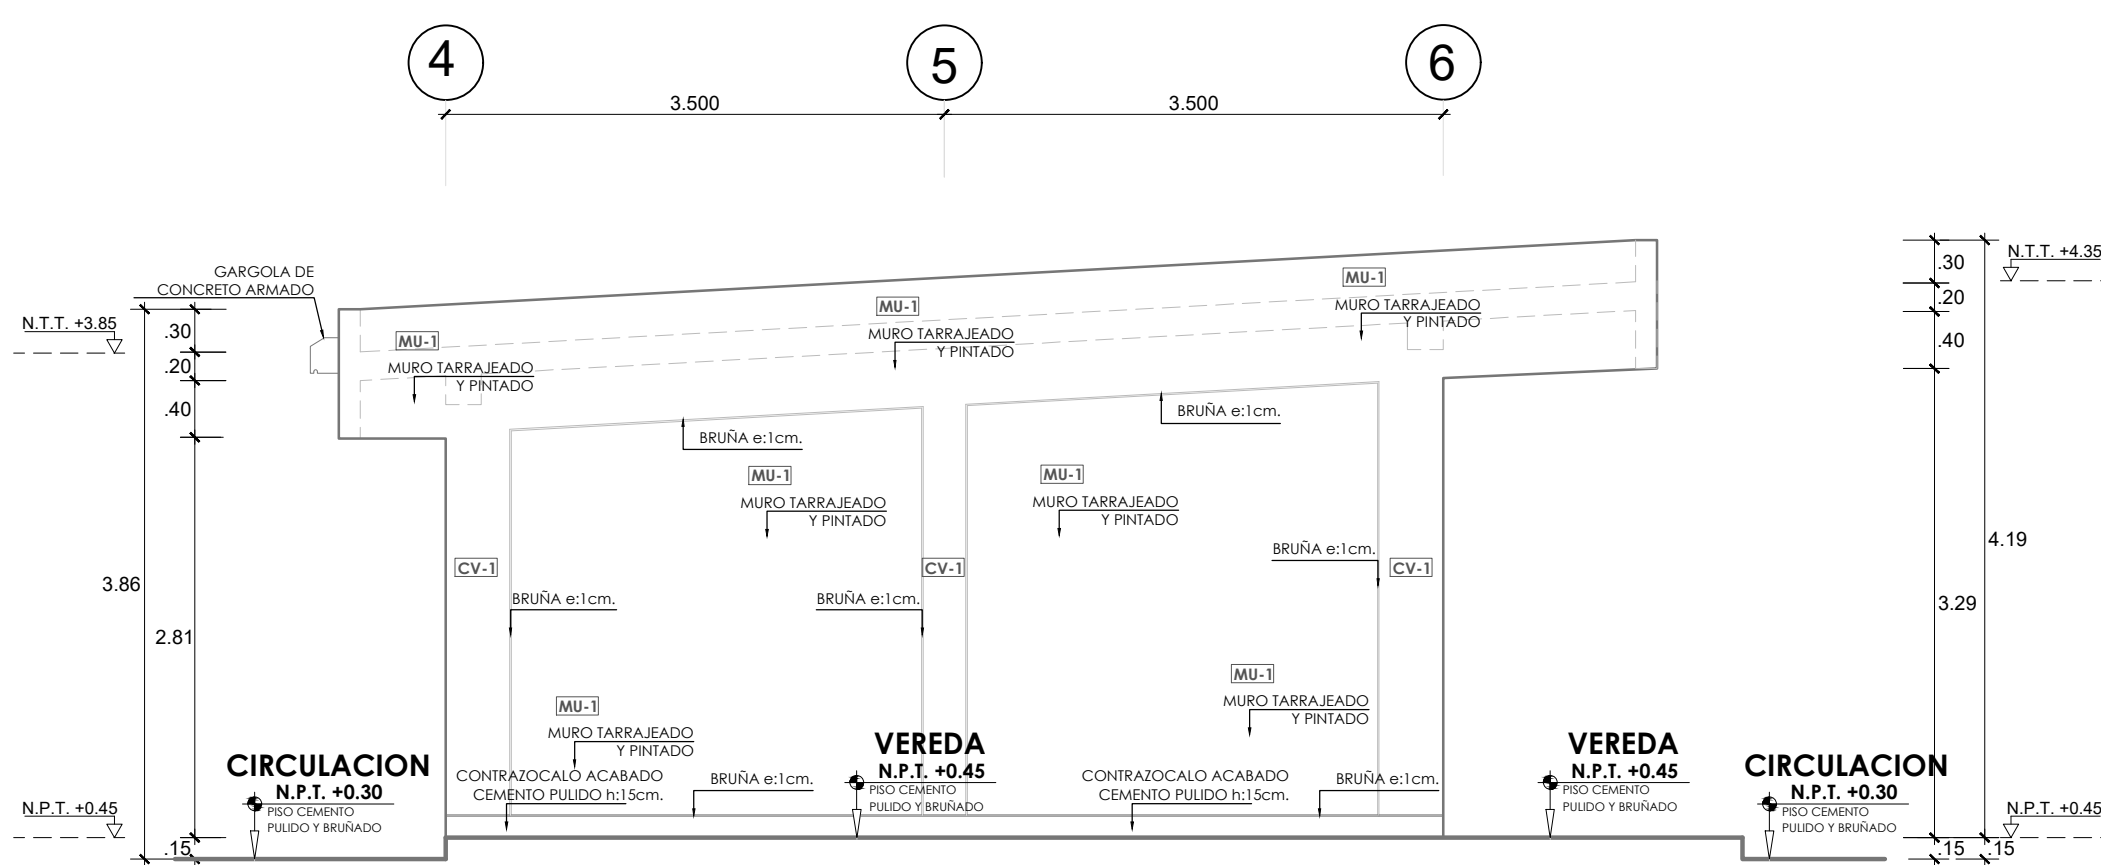 4
5
6
3.500
3.500
GARGOLA DE
CONCRETO ARMADO
N.T.T. +3.85
.30
.20
.40
3.86
2.81
.15
N.P.T. +0.45
MU-1
MURO TARRAJEADO
Y PINTADO
MU-1
MURO TARRAJEADO
Y PINTADO
MU-1
MURO TARRAJEADO
Y PINTADO
N.T.T. +4.35
.30
.20
.40
4.19
3.29
.15
.15
N.P.T. +0.45
BRUÑA e:1cm.
BRUÑA e:1cm.
MU-1
MURO TARRAJEADO
Y PINTADO
MU-1
MURO TARRAJEADO
Y PINTADO
CV-1
CV-1
CV-1
BRUÑA e:1cm.
BRUÑA e:1cm.
BRUÑA e:1cm.
MU-1
MURO TARRAJEADO
Y PINTADO
MU-1
MURO TARRAJEADO
Y PINTADO
CIRCULACION
N.P.T. +0.30
PISO CEMENTO
PULIDO Y BRUÑADO
CONTRAZOCALO ACABADO
CEMENTO PULIDO h:15cm.
BRUÑA e:1cm.
VEREDA
N.P.T. +0.45
PISO CEMENTO
PULIDO Y BRUÑADO
CONTRAZOCALO ACABADO
CEMENTO PULIDO h:15cm.
BRUÑA e:1cm.
VEREDA
N.P.T. +0.45
PISO CEMENTO
PULIDO Y BRUÑADO
CIRCULACION
N.P.T. +0.30
PISO CEMENTO
PULIDO Y BRUÑADO